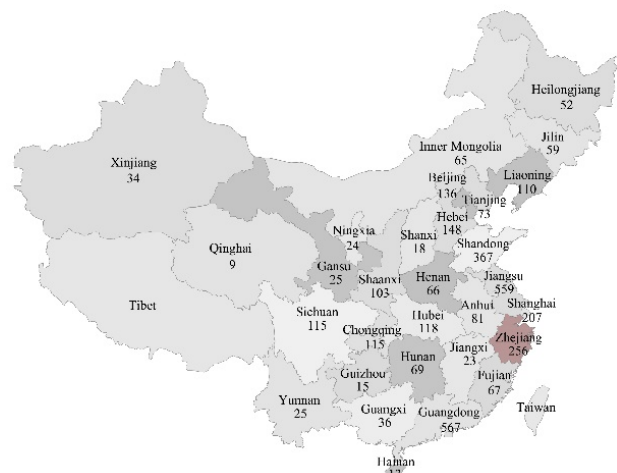 Heilongjiang
52
Jilin
59
Inner Mongolia
65
Xinjiang
34
Beijing
136
Liaoning
110
Tianjing
73
Hebei
148
Ningxia
24
Shanxi
18
Shandong
367
Qinghai
9
Gansu
25
Shaanxi
103
Henan
66
Jiangsu
559
Tibet
Anhui
81
Shanghai
207
Sichuan
115
Hubei
118
Chongqing
115
Zhejiang
256
Jiangxi
23
Hunan
69
Guizhou
15
Fujian
67
Yunnan
25
Guangxi
36
Guangdong
567
Taiwan
Hainan